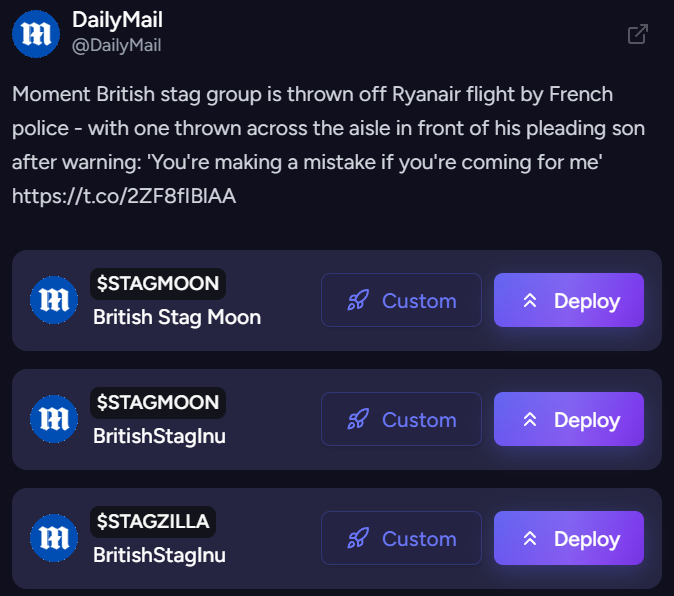 DailyMail
@DailyMail
Moment British stag group is thrown off Ryanair flight by French
police - with one thrown across the aisle in front of his pleading son
after warning: 'You're making a mistake if you're coming for me'
https://t.co/2ZF8fIBIAA
$STAGMOON
British Stag Moon
Custom
Deploy
$STAGMOON
BritishStagInu
Custom
Deploy
$STAGZILLA
BritishStagInu
Custom
Deploy